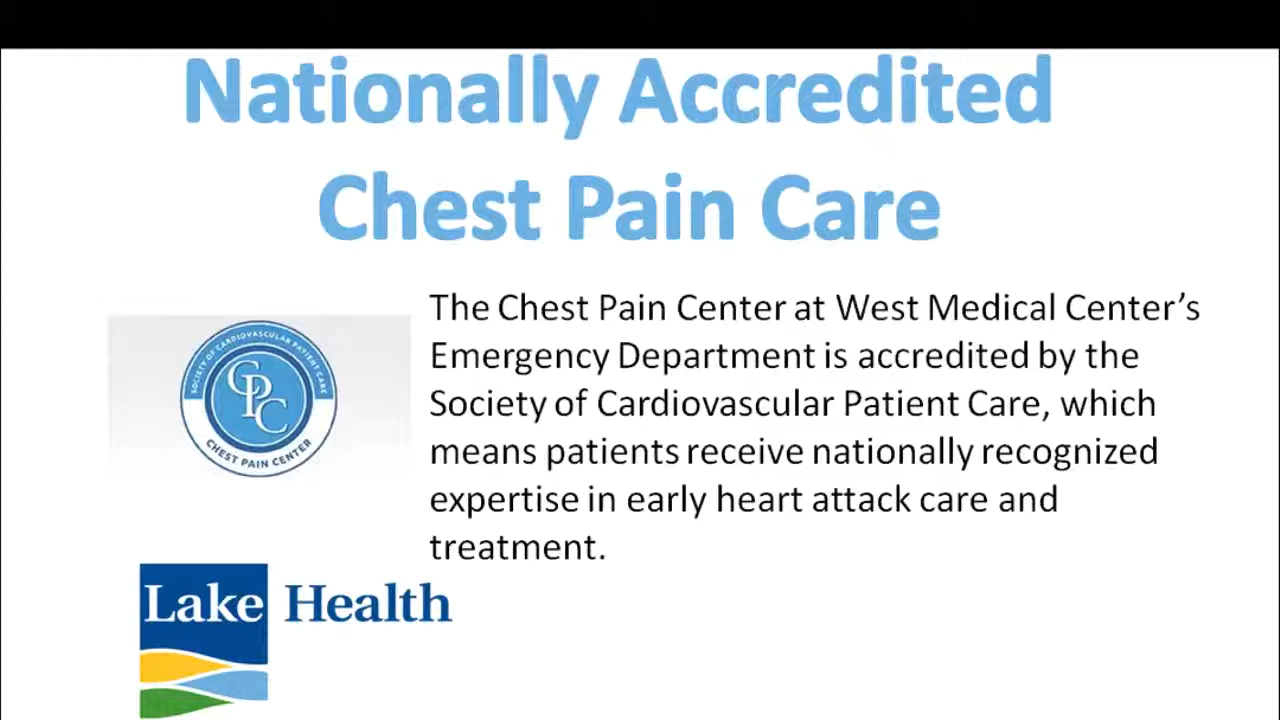 Nationally Accredited
Chest Pain Care
The Chest Pain Center at West Medical Center’s
Emergency Department is accredited by the
Society of Cardiovascular Patient Care, which
means patients receive nationally recognized
expertise in early heart attack care and
treatment.
SOCIETY OF CARDIOVASCULAR PATIENT CARE
CPC
CHEST PAIN CENTER
Lake Health